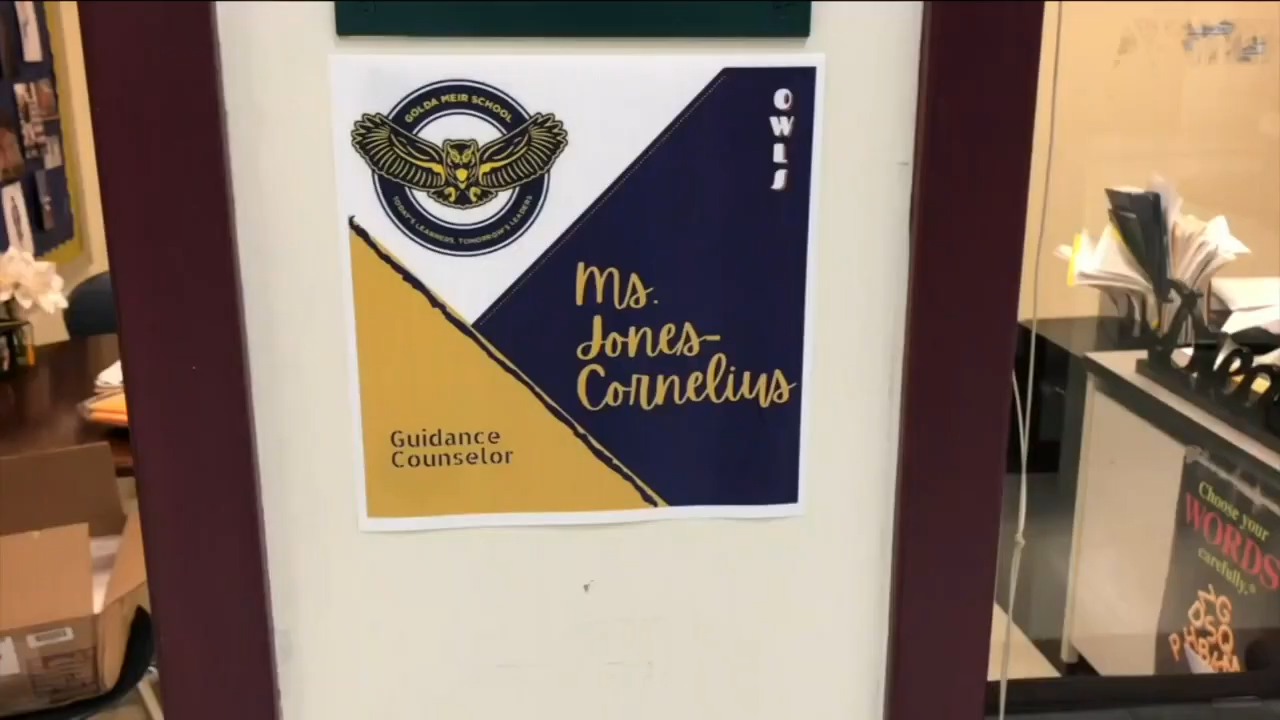 GOLDA MEIR SCHOOL
TODAY'S LEARNERS, TOMORROW'S LEADERS
OWLS
Ms.
Jones-
Cornelius
Guidance
Counselor
Choose your
WORDS
carefully.®